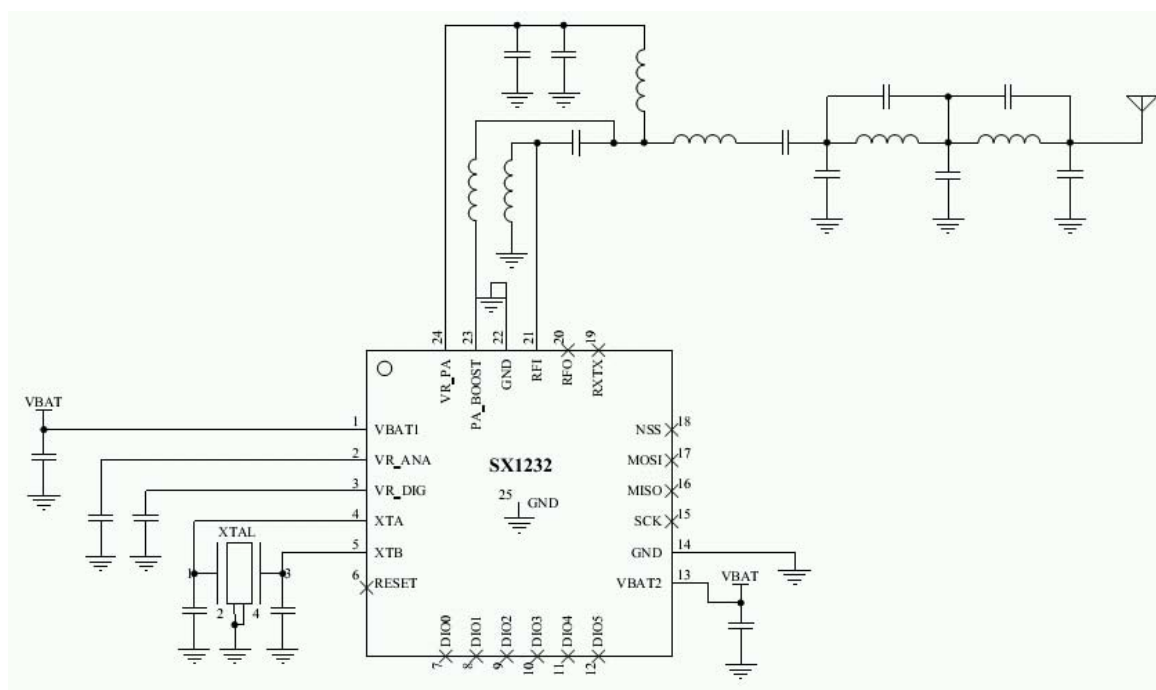 24
23
22
21
20
19
VR_PA
PA_BOOST
GND
RFI
RFO
RXTX
VBAT
1
VBAT1
2
VR_ANA
3
VR_DIG
4
XTA
5
XTB
6
RESET
XTAL
1
3
2
4
SX1232
25
GND
NSS
18
MOSI
17
MISO
16
SCK
15
GND
14
VBAT2
13
VBAT
DIO0
DIO1
DIO2
DIO3
DIO4
DIO5
7
8
9
10
11
12